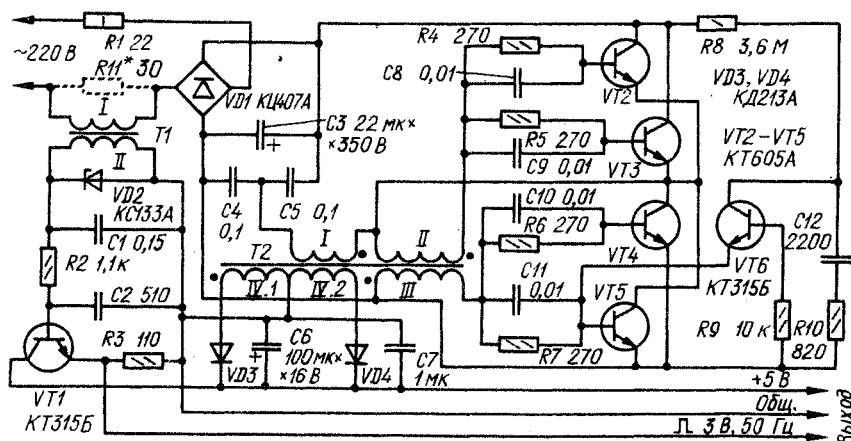 ~220 В
R1 22
R11* 30
I
T1
II
VD1 КЦ407А
C3 22 мк×
×350 В
+
VD2
КС133А
C4
0,1
C5 0,1
C1 0,15
R2 1,1к
C2 510
T2
I
II
IV.1
IV.2
III
R3 110
VT1
КТ315Б
VD3
C6
100мк×
×16 В
+
VD4
C7
1 мк
R4 270
C8 0,01
VT2
R5 270
C9 0,01
VT3
C10 0,01
R6 270
VT4
C11
0,01
VT5
R7 270
R8 3,6 М
VD3, VD4
КД213А
VT2-VT5
КТ605А
C12
2200
VT6
КТ315Б
R9 10 к
R10
820
+5 В
Общ.
3 В, 50 Гц
Выход